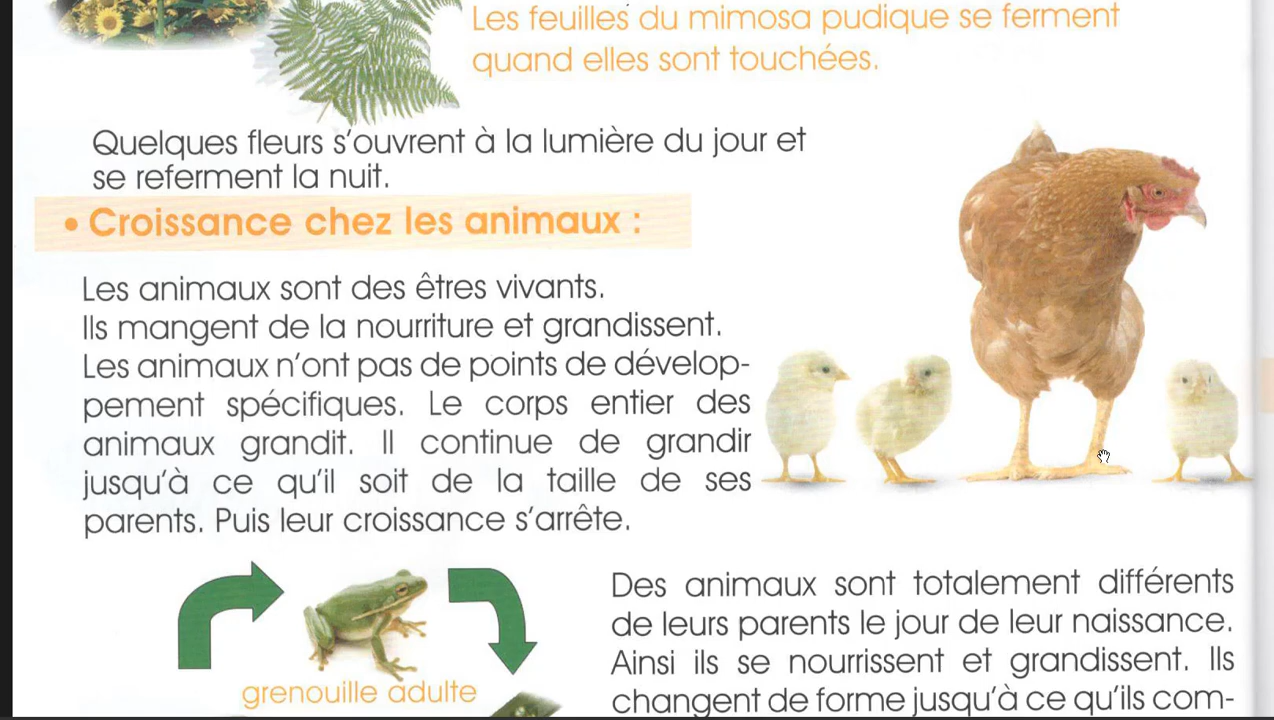 Les feuilles du mimosa pudique se ferment
quand elles sont touchées.
Quelques fleurs s'ouvrent à la lumière du jour et
se referment la nuit.
• Croissance chez les animaux :
Les animaux sont des êtres vivants.
Ils mangent de la nourriture et grandissent.
Les animaux n'ont pas de points de dévelop-
pement spécifiques. Le corps entier des
animaux grandit. Il continue de grandir
jusqu'à ce qu'il soit de la taille de ses
parents. Puis leur croissance s'arrête.
grenouille adulte
Des animaux sont totalement différents
de leurs parents le jour de leur naissance.
Ainsi ils se nourrissent et grandissent. Ils
changent de forme jusqu'à ce qu'ils com-